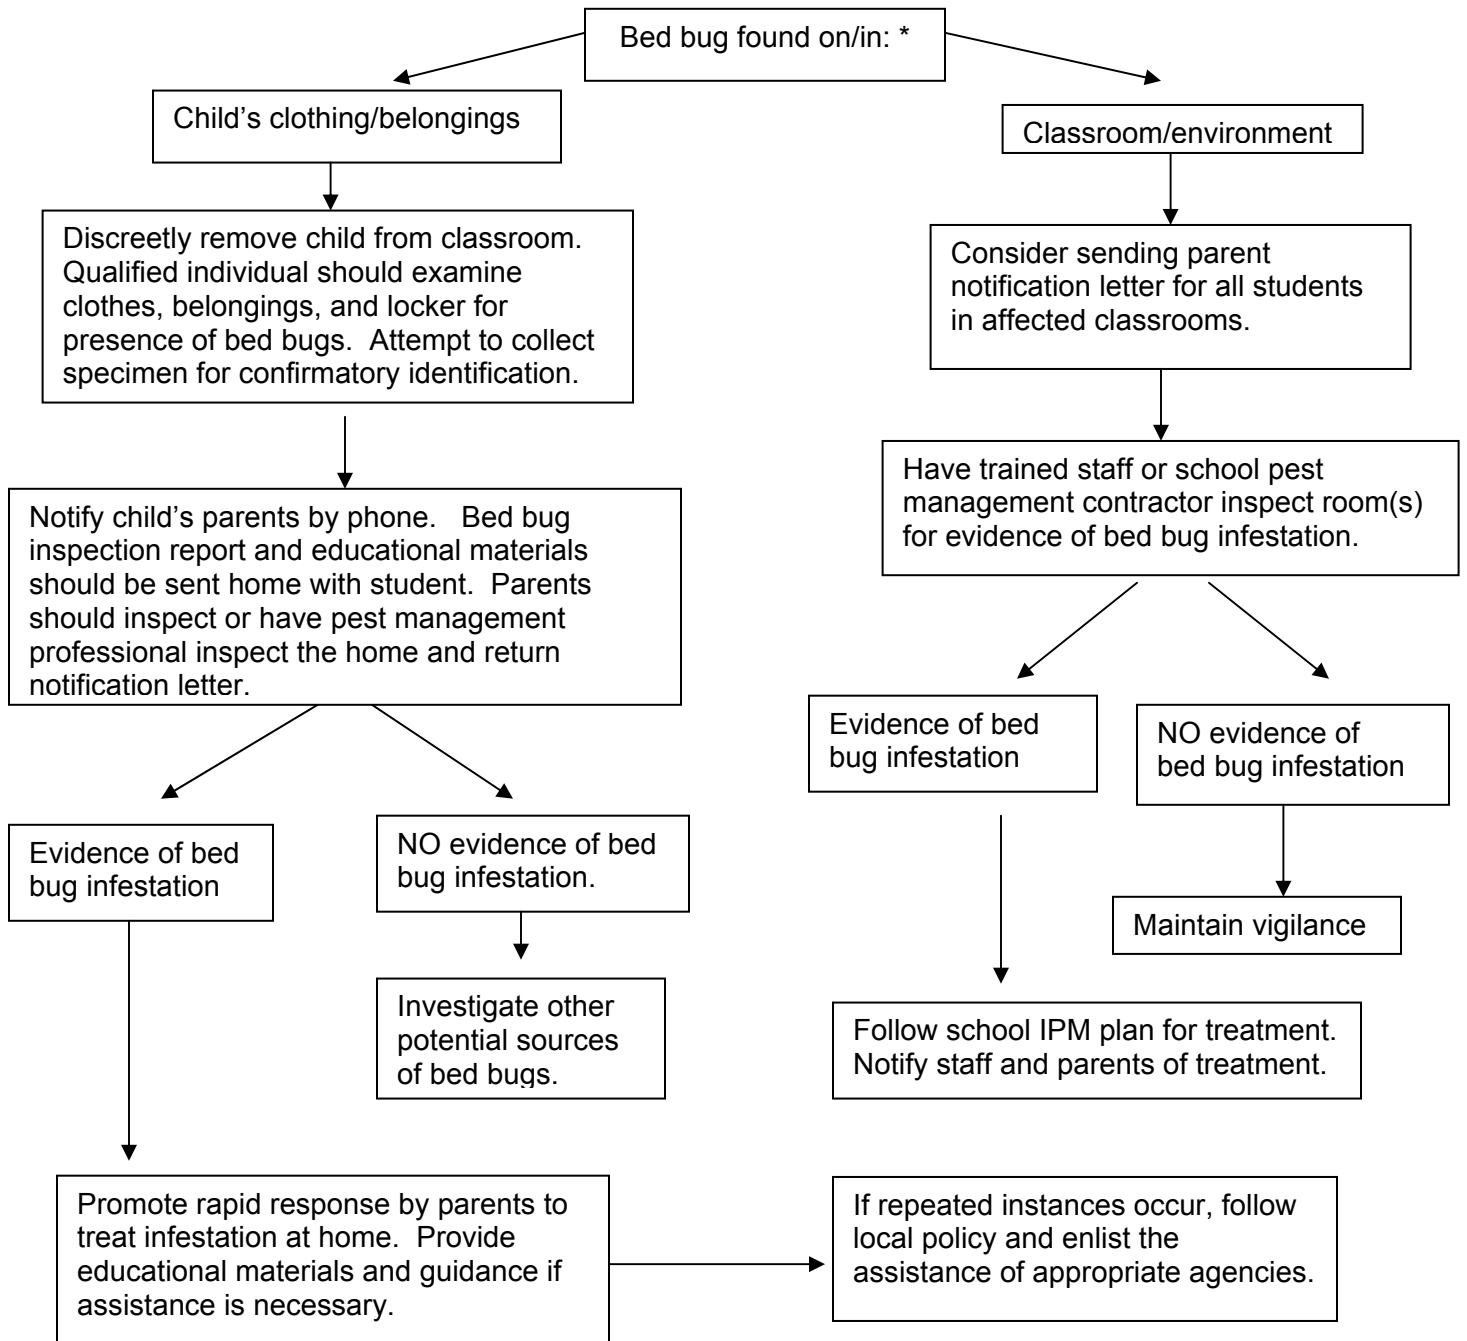 Bed bug found on/in: *
Child’s clothing/belongings
Classroom/environment
Discreetly remove child from classroom.
Qualified individual should examine
clothes, belongings, and locker for
presence of bed bugs.  Attempt to collect
specimen for confirmatory identification.
Consider sending parent
notification letter for all students
in affected classrooms.
Notify child’s parents by phone.   Bed bug
inspection report and educational materials
should be sent home with student.  Parents
should inspect or have pest management
professional inspect the home and return
notification letter.
Have trained staff or school pest
management contractor inspect room(s)
for evidence of bed bug infestation.
Evidence of bed
bug infestation
NO evidence of bed
bug infestation.
Evidence of bed
bug infestation
NO evidence of
bed bug infestation
Maintain vigilance
Investigate other
potential sources
of bed bugs.
Follow school IPM plan for treatment.
Notify staff and parents of treatment.
Promote rapid response by parents to
treat infestation at home.  Provide
educational materials and guidance if
assistance is necessary.
If repeated instances occur, follow
local policy and enlist the
assistance of appropriate agencies.